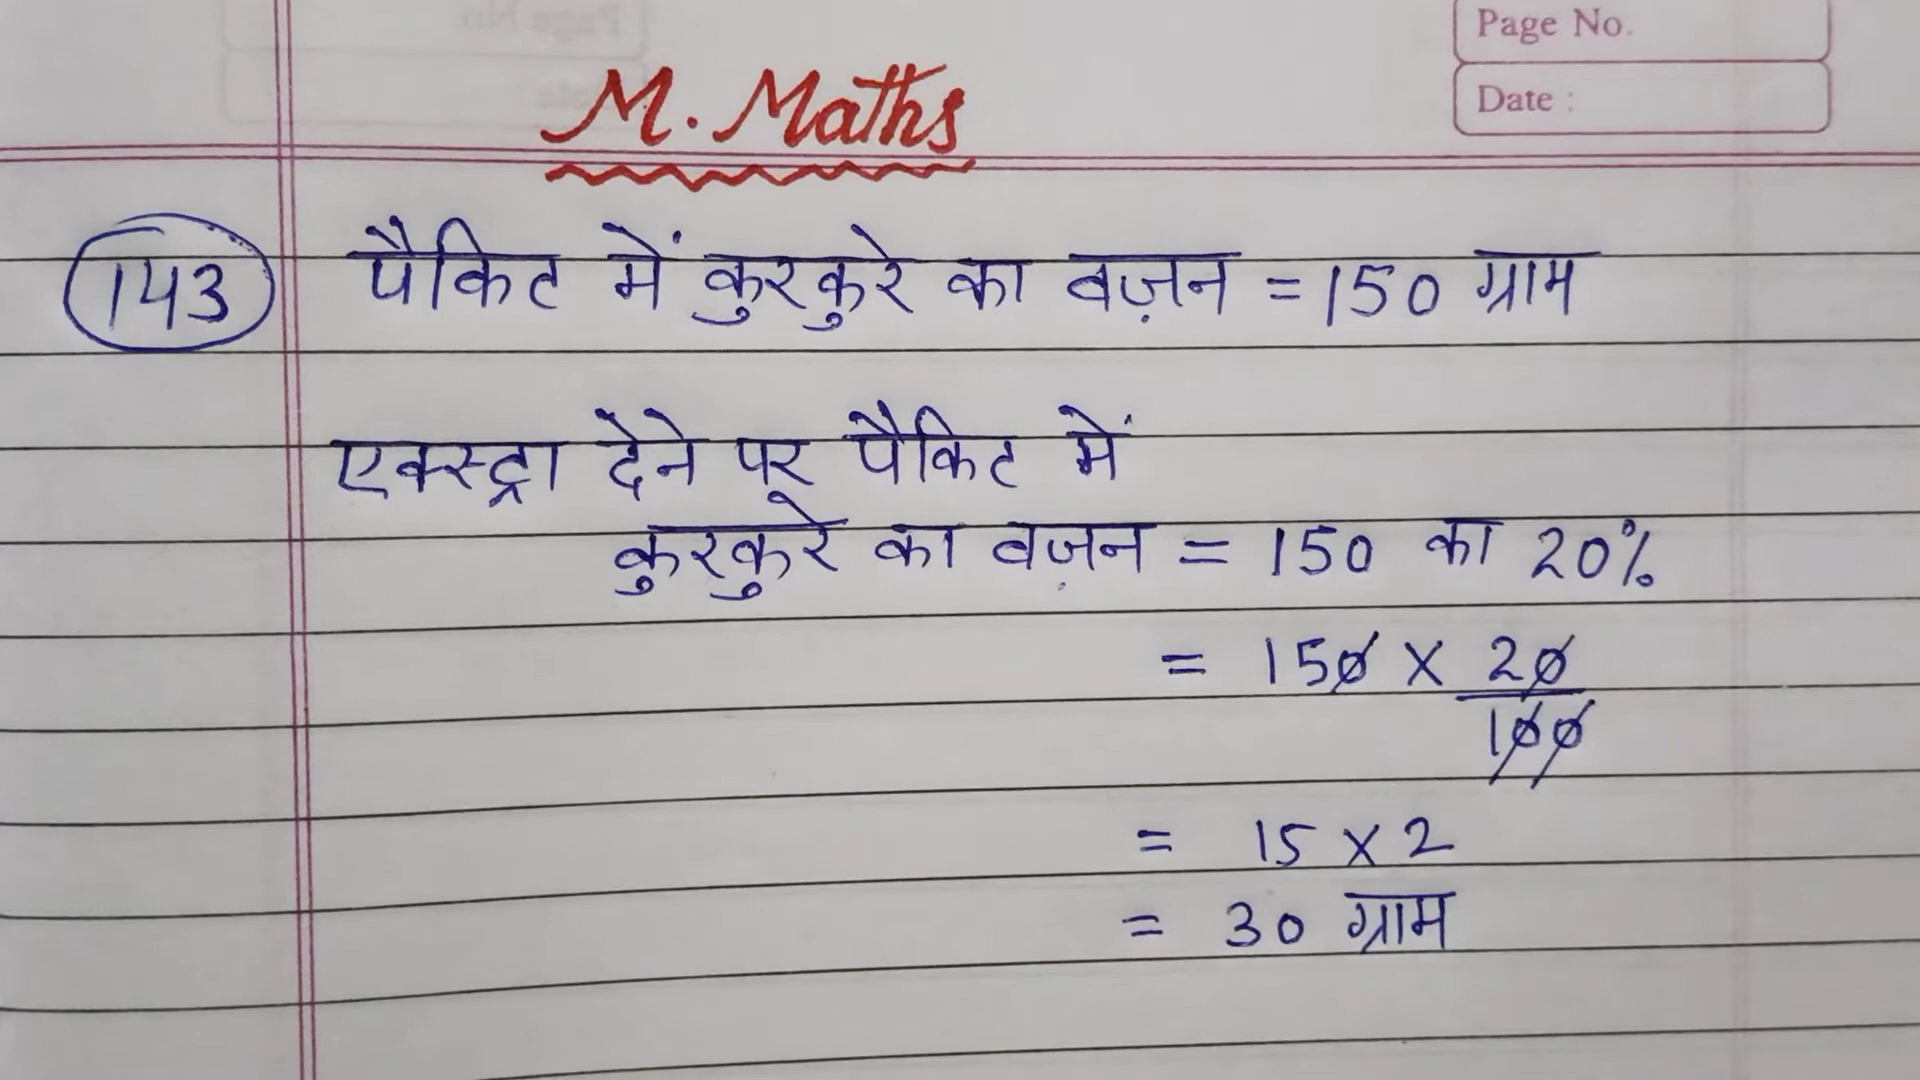 Page No.
Date :
M. Maths
143 पैकिट में कुरकुरे का वज़न = 150 ग्राम
एक्स्ट्रा देने पर पैकिट में
कुरकुरे का वज़न = 150 का 20%
= 150 × 20
100
= 15 × 2
= 30 ग्राम